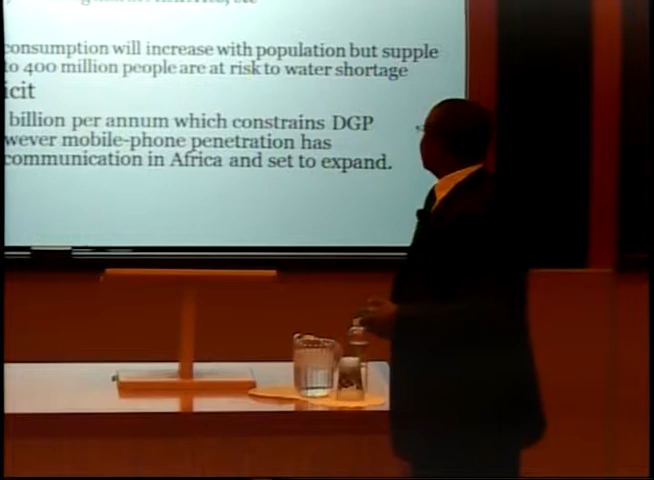 consumption will increase with population but supple
to 400 million people are at risk to water shortage
icit
billion per annum which constrains DGP
wever mobile-phone penetration has
communication in Africa and set to expand.